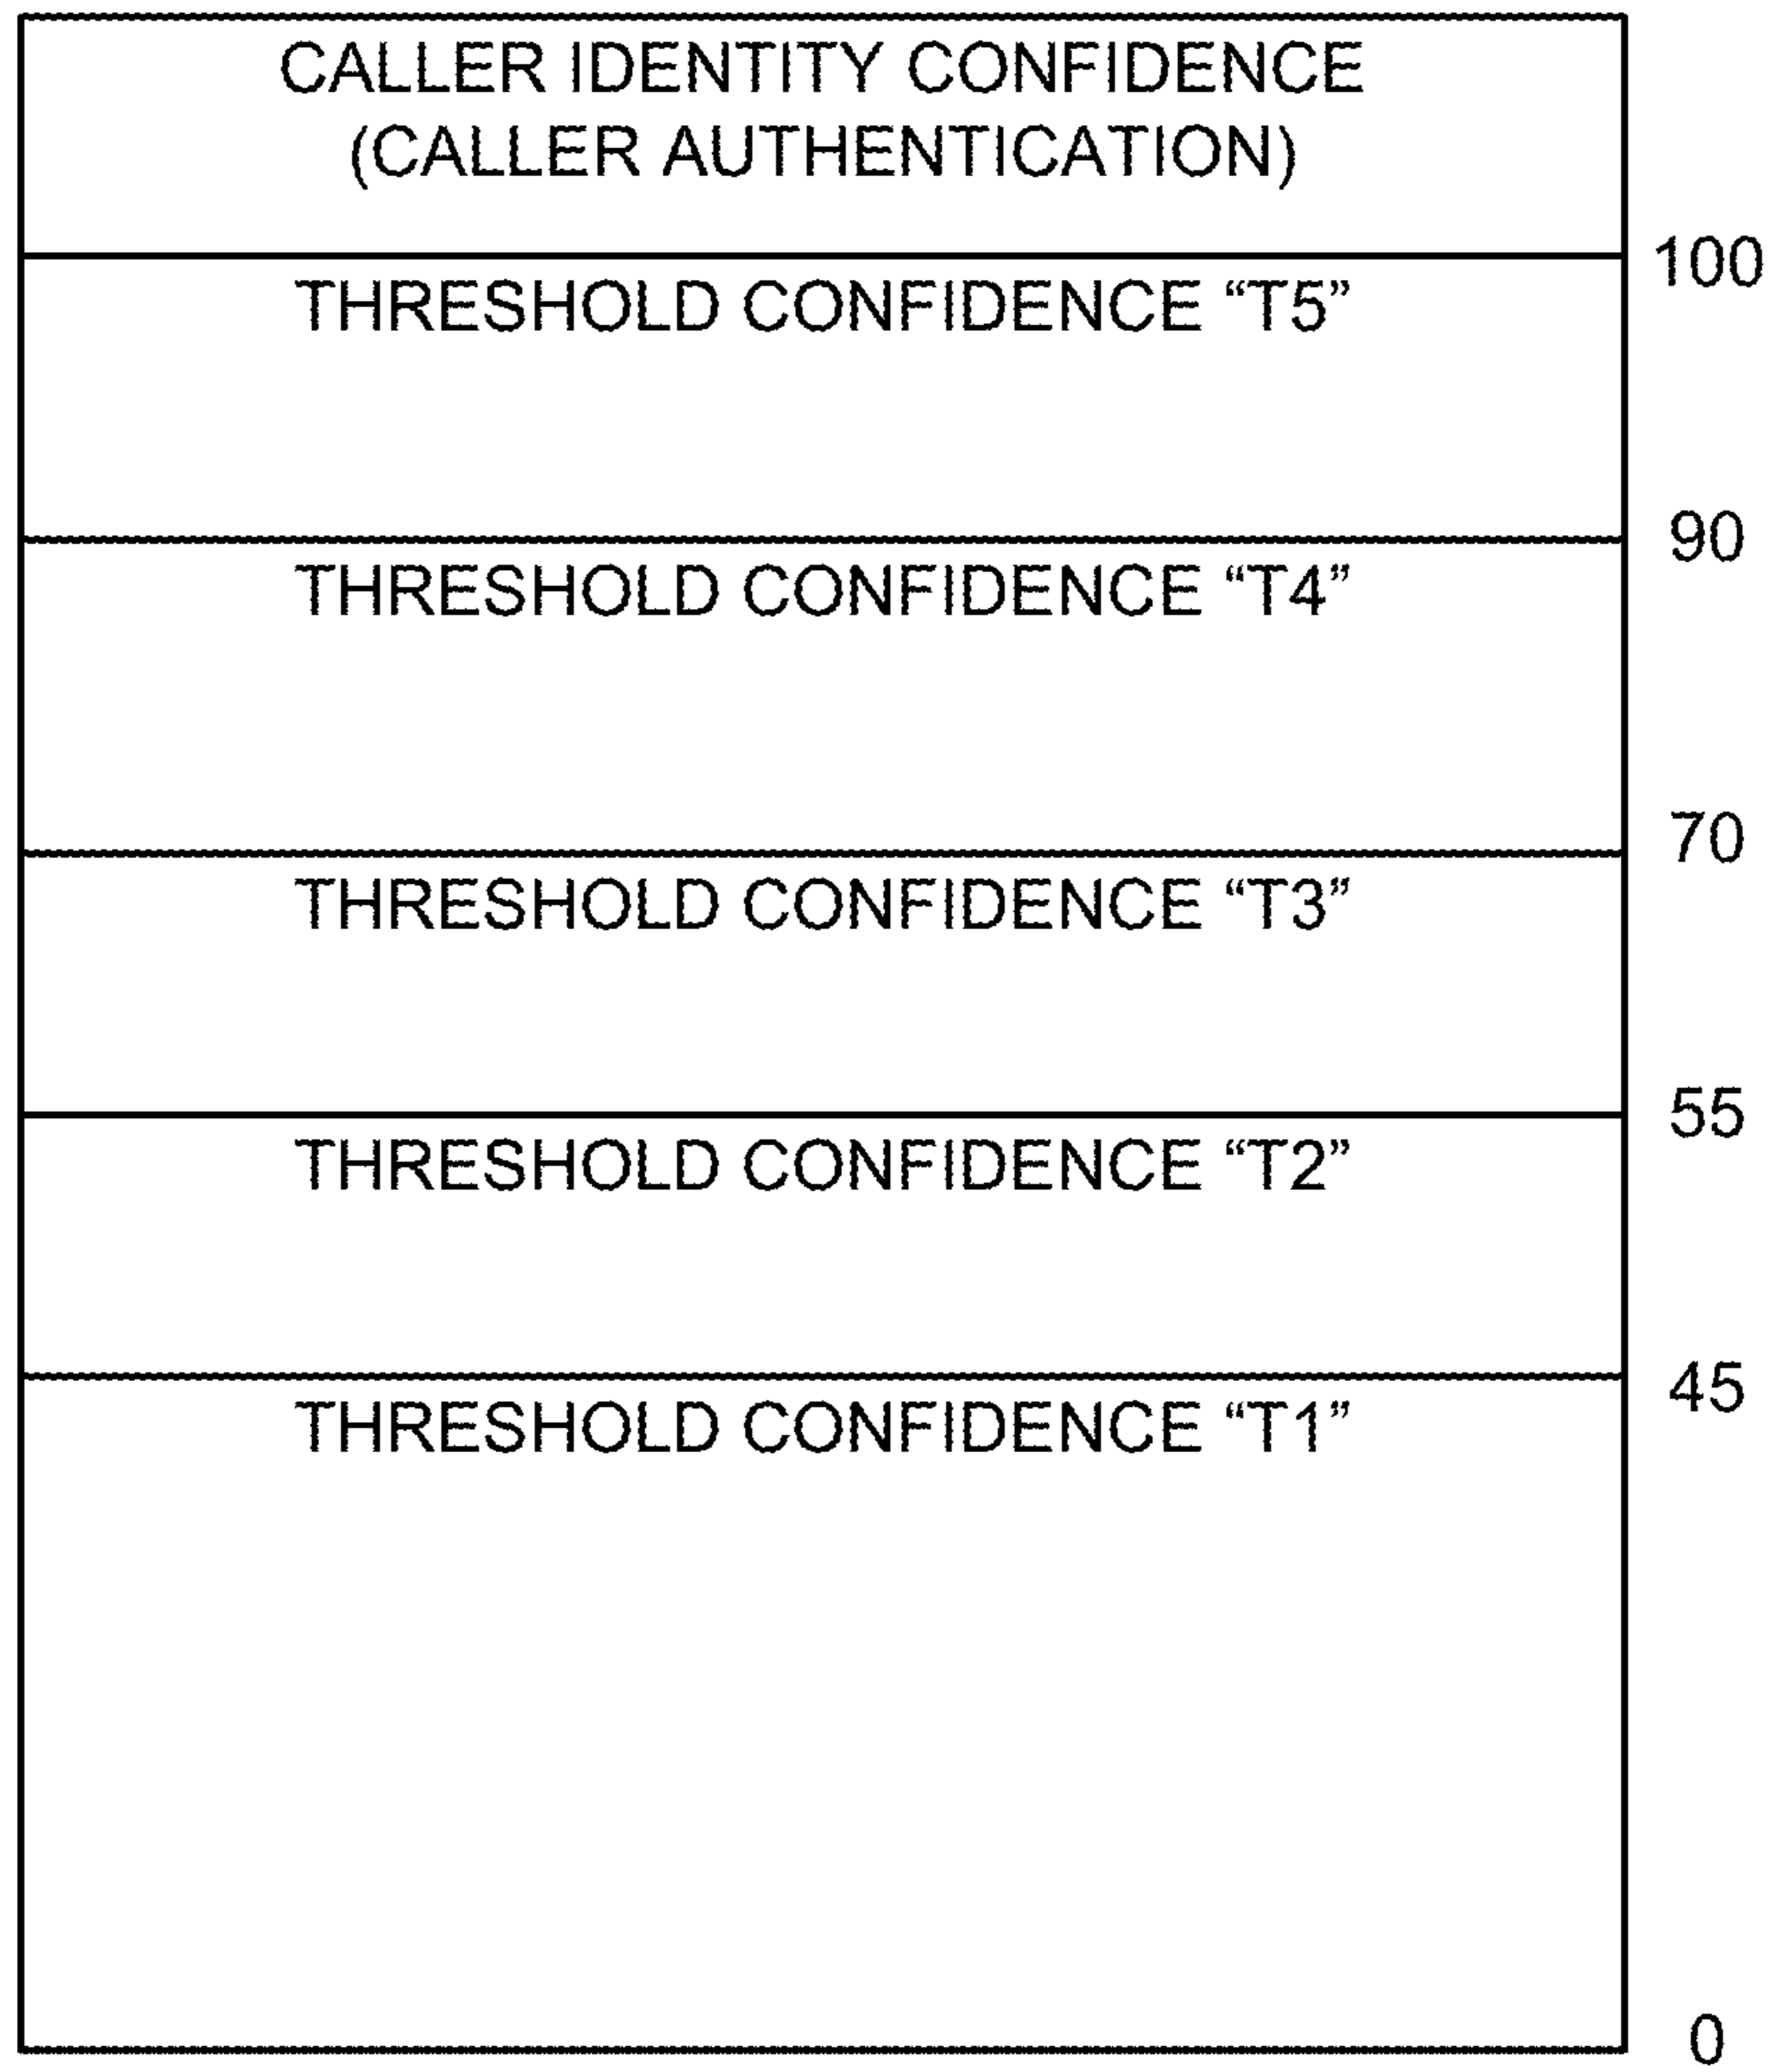 CALLER IDENTITY CONFIDENCE
(CALLER AUTHENTICATION)
100
THRESHOLD CONFIDENCE “T5”
90
THRESHOLD CONFIDENCE “T4”
70
THRESHOLD CONFIDENCE “T3”
55
THRESHOLD CONFIDENCE “T2”
45
THRESHOLD CONFIDENCE “T1”
0